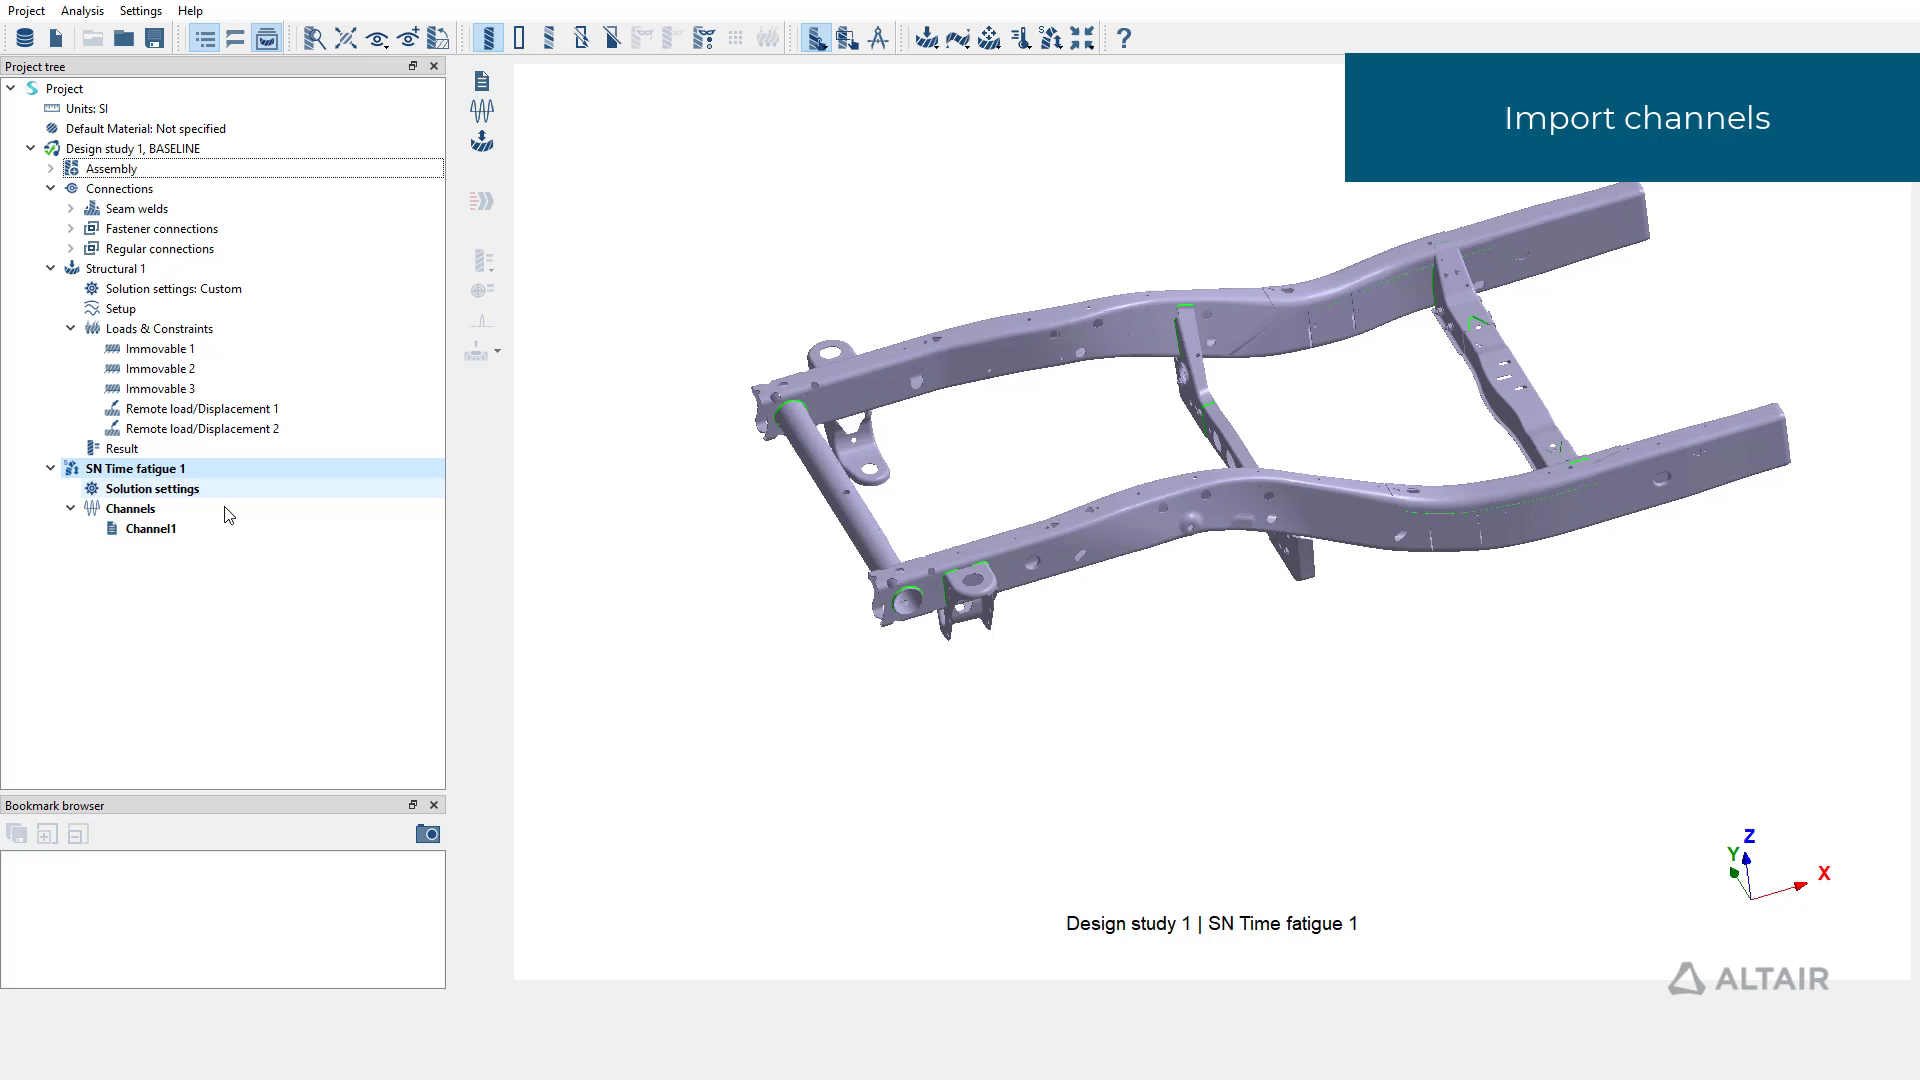 Project Analysis Settings Help
Project tree
Import channels
Project
Units: SI
Default Material: Not specified
Design study 1, BASELINE
Assembly
Connections
Seam welds
Fastener connections
Regular connections
Structural 1
Solution settings: Custom
Setup
Loads & Constraints
Immovable 1
Immovable 2
Immovable 3
Remote load/Displacement 1
Remote load/Displacement 2
Result
SN Time fatigue 1
Solution settings
Channels
Channel1
Bookmark browser
Z
Y
X
Design study 1 | SN Time fatigue 1
ALTAIR